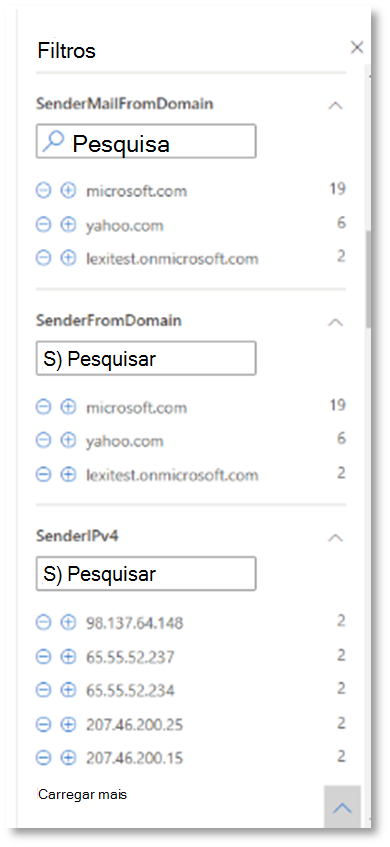 Filtros
SenderMailFromDomain
Pesquisa
microsoft.com 19
yahoo.com 6
lexitest.onmicrosoft.com 2
SenderFromDomain
S) Pesquisar
microsoft.com 19
yahoo.com 6
lexitest.onmicrosoft.com 2
SenderIPv4
S) Pesquisar
98.137.64.148 2
65.55.52.237 2
65.55.52.234 2
207.46.200.25 2
207.46.200.15 2
Carregar mais